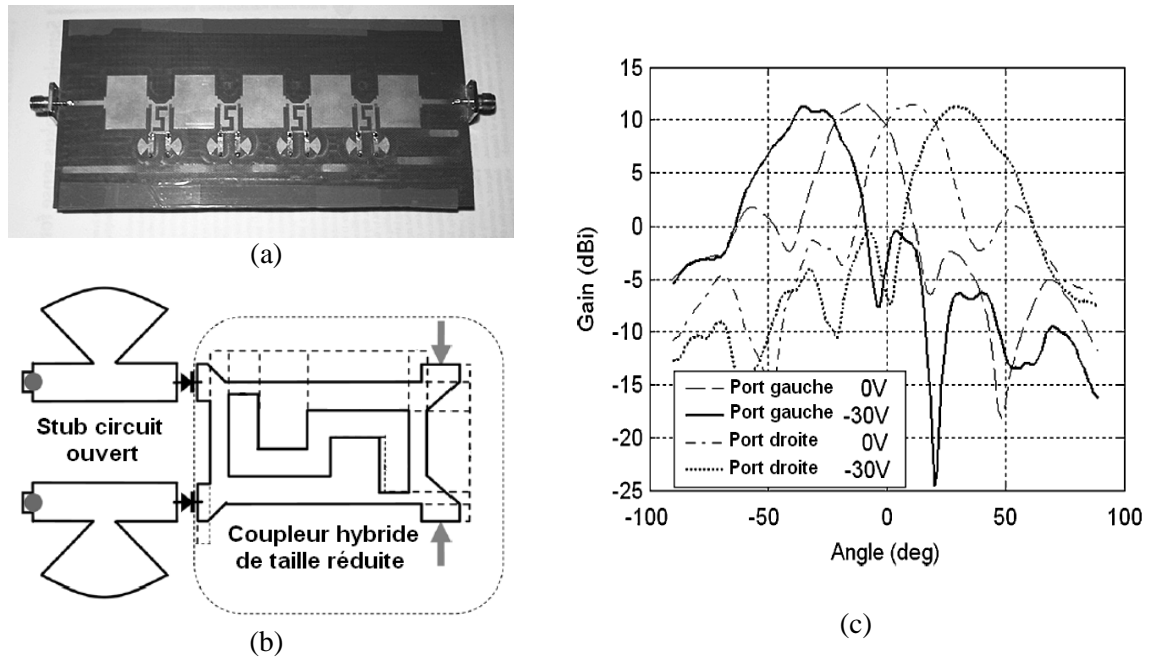 (a)
Stub circuit
ouvert
Coupleur hybride
de taille réduite
(b)
15
10
5
0
-5
-10
-15
-20
-25
Gain (dBi)
Port gauche 0V
Port gauche -30V
Port droite 0V
Port droite -30V
-100 -50 0 50 100
Angle (deg)
(c)